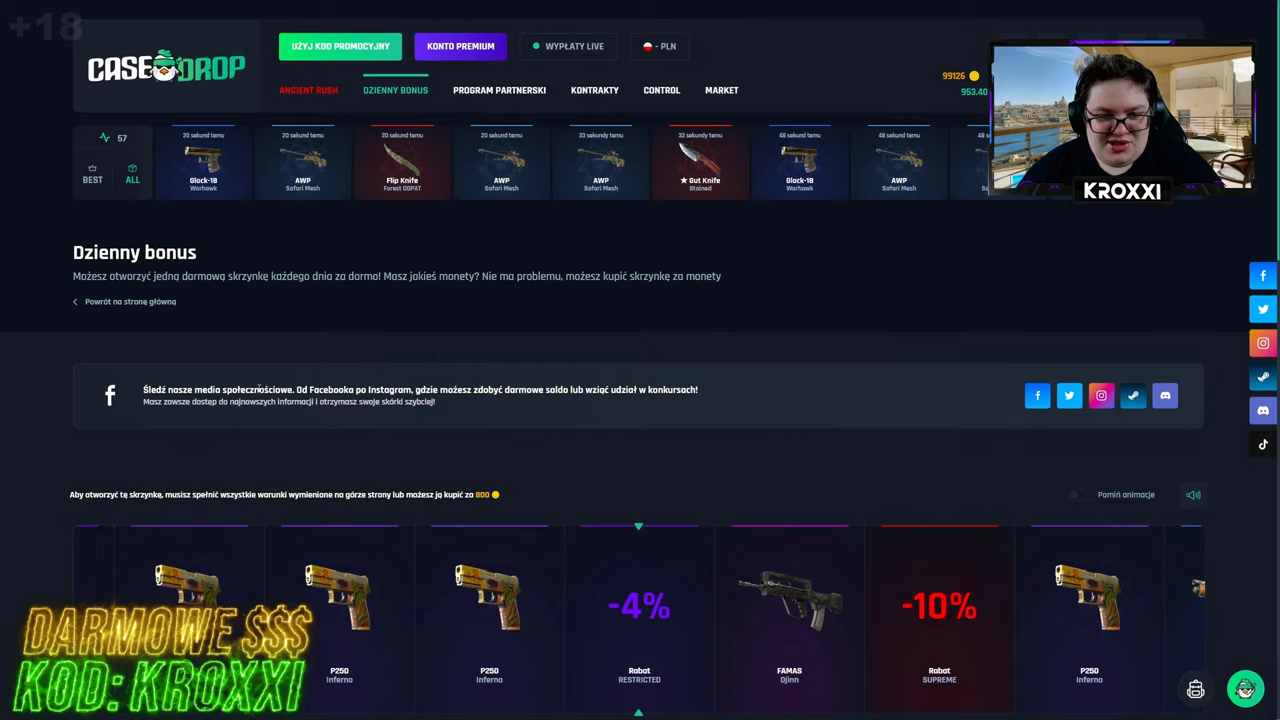 +18
CASEDROP
UŻYJ KOD PROMOCYJNY
KONTO PREMIUM
WYPŁATY LIVE
- PLN
ANCIENT RUSH
DZIENNY BONUS
PROGRAM PARTNERSKI
KONTRAKTY
CONTROL
MARKET
99126
953.40
KROXXI
57
BEST
ALL
20 sekund temu
Glock-18
Warhawk
20 sekund temu
AWP
Safari Mesh
20 sekund temu
Flip Knife
Forest DDPAT
20 sekund temu
AWP
Safari Mesh
33 sekundy temu
AWP
Safari Mesh
33 sekundy temu
★ Gut Knife
Stained
48 sekund temu
Glock-18
Warhawk
48 sekund temu
AWP
Safari Mesh
Dzienny bonus
Możesz otworzyć jedną darmową skrzynkę każdego dnia za darmo! Masz jakieś monety? Nie ma problemu, możesz kupić skrzynkę za monety
Powrót na stronę główną
Śledź nasze media społecznościowe. Od Facebooka po Instagram, gdzie możesz zdobyć darmowe saldo lub wziąć udział w konkursach!
Masz zawsze dostęp do najnowszych informacji i otrzymasz swoje skórki szybciej!
Aby otworzyć tę skrzynkę, musisz spełnić wszystkie warunki wymienione na górze strony lub możesz ją kupić za 800
Pomiń animacje
P250
Inferno
P250
Inferno
-4%
Rabat
RESTRICTED
FAMAS
Djinn
-10%
Rabat
SUPREME
P250
Inferno
DARMOWE $$$
KOD: KROXXI